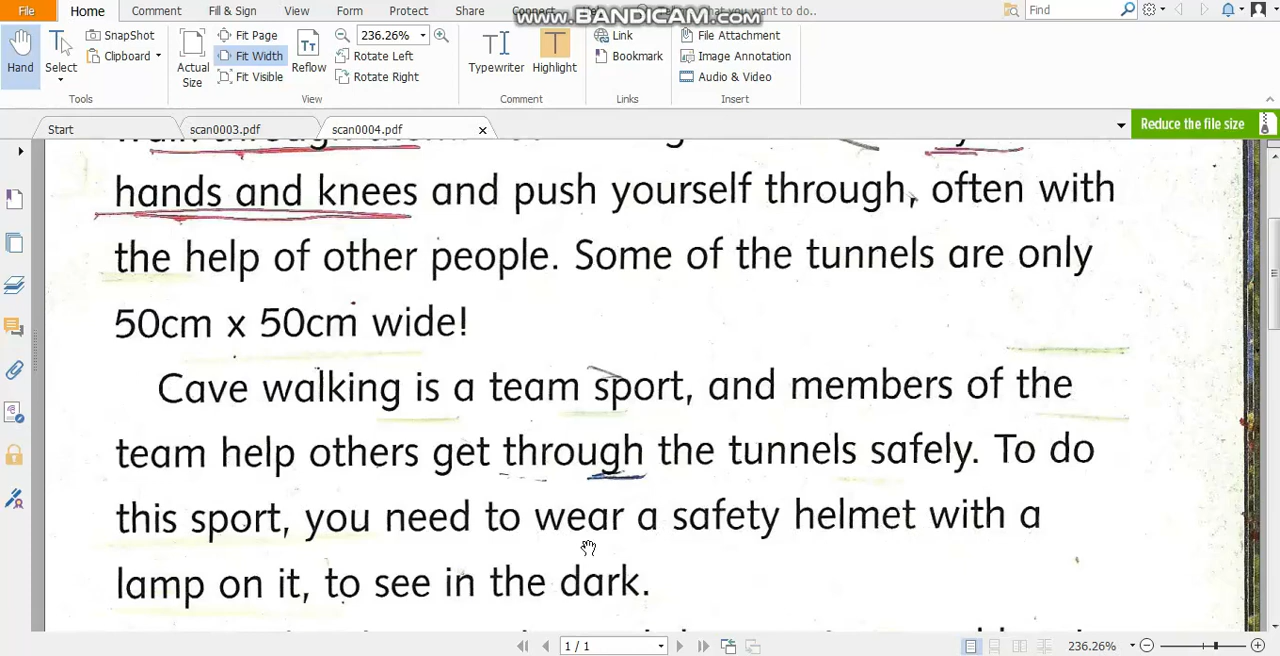 www.BANDICAM.com
File Home Comment Fill & Sign View Form Protect Share you want to do.. Find
Hand Select SnapShot Clipboard Actual Size Fit Page Fit Width Fit Visible Reflow 236.26% Rotate Left Rotate Right Typewriter Highlight Link Bookmark File Attachment Image Annotation Audio & Video
Tools View Comment Links Insert
Start scan0003.pdf scan0004.pdf Reduce the file size
hands and knees and push yourself through, often with
the help of other people. Some of the tunnels are only
50cm x 50cm wide!
Cave walking is a team sport, and members of the
team help others get through the tunnels safely. To do
this sport, you need to wear a safety helmet with a
lamp on it, to see in the dark.
1 / 1 236.26%